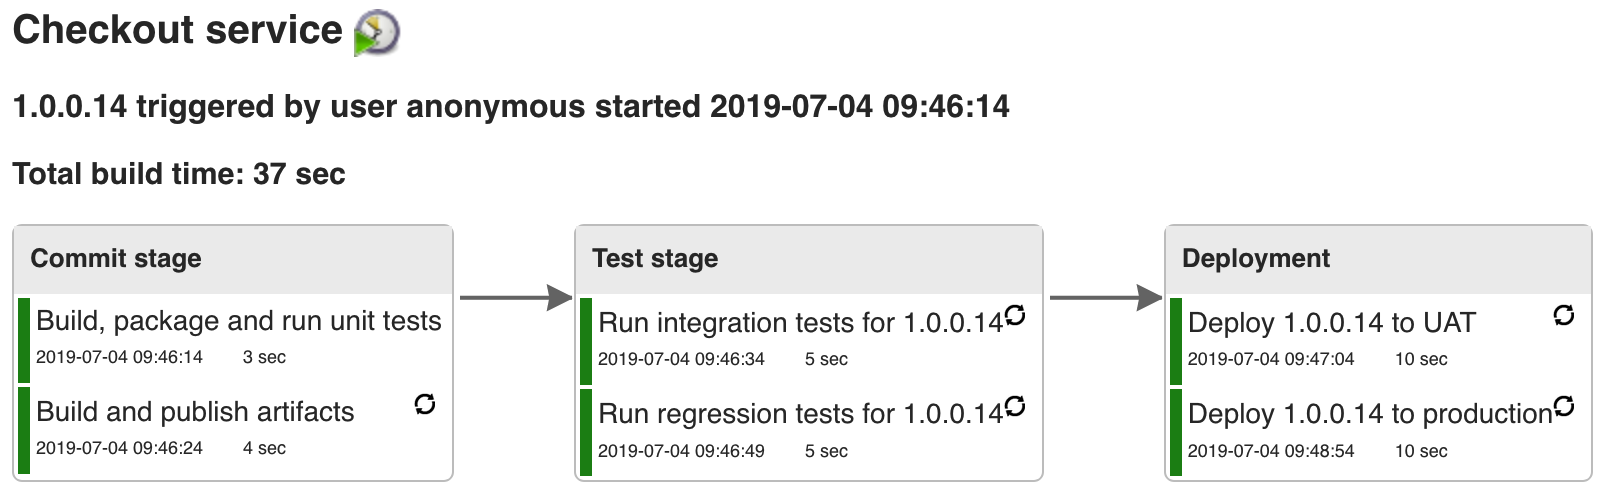 Checkout service
1.0.0.14 triggered by user anonymous started 2019-07-04 09:46:14
Total build time: 37 sec
Commit stage
Build, package and run unit tests
2019-07-04 09:46:14 3 sec
Build and publish artifacts
2019-07-04 09:46:24 4 sec
Test stage
Run integration tests for 1.0.0.14
2019-07-04 09:46:34 5 sec
Run regression tests for 1.0.0.14
2019-07-04 09:46:49 5 sec
Deployment
Deploy 1.0.0.14 to UAT
2019-07-04 09:47:04 10 sec
Deploy 1.0.0.14 to production
2019-07-04 09:48:54 10 sec